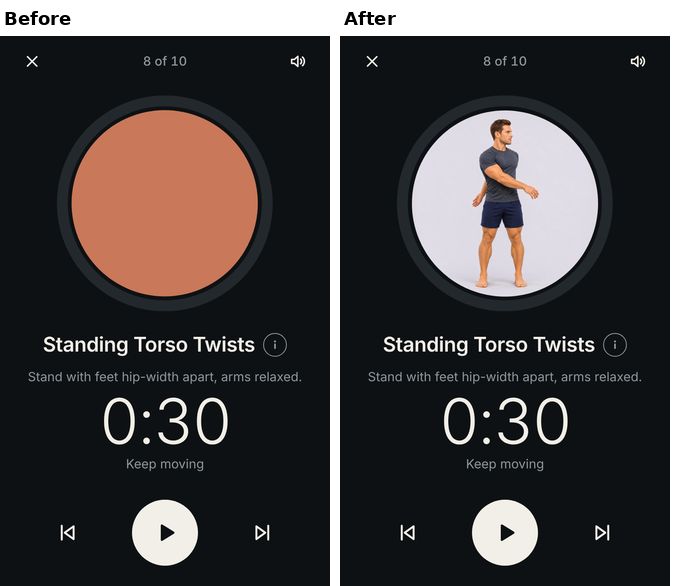 Before
After
8 of 10
8 of 10
Standing Torso Twists
Standing Torso Twists
Stand with feet hip-width apart, arms relaxed.
Stand with feet hip-width apart, arms relaxed.
0:30
0:30
Keep moving
Keep moving